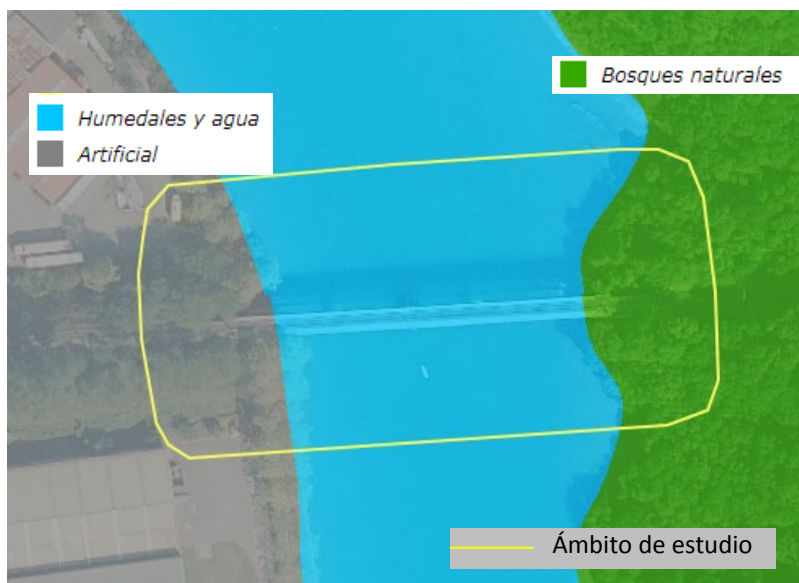 Bosques naturales
Humedales y agua
Artificial
Ámbito de estudio